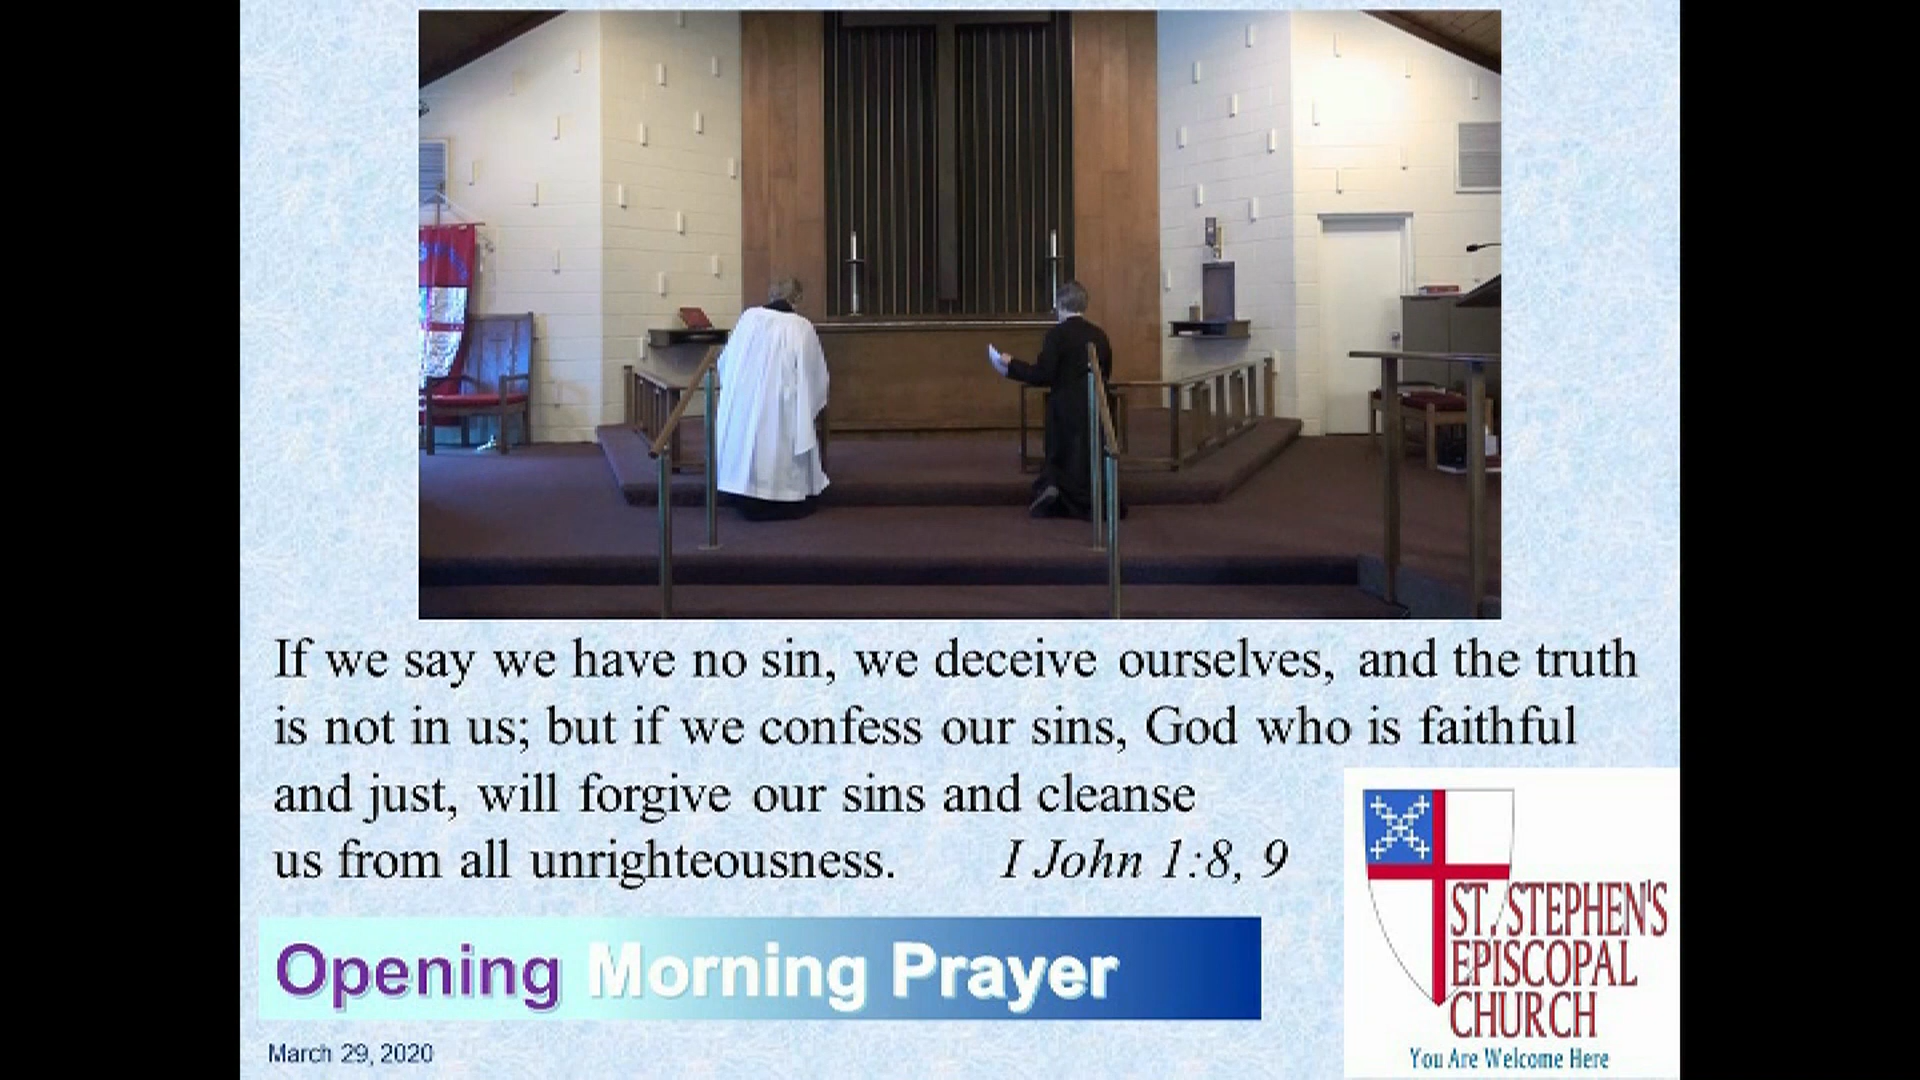 If we say we have no sin, we deceive ourselves, and the truth
is not in us; but if we confess our sins, God who is faithful
and just, will forgive our sins and cleanse
us from all unrighteousness. I John 1:8, 9
Opening Morning Prayer
March 29, 2020
ST. STEPHEN'S
EPISCOPAL
CHURCH
You Are Welcome Here